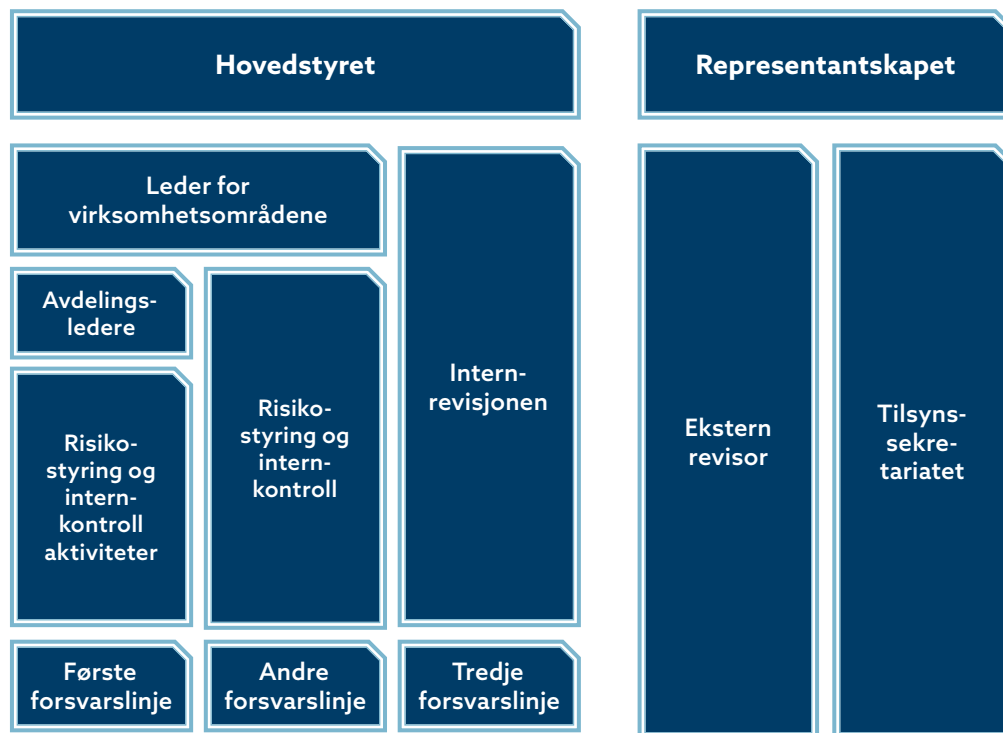 Hovedstyret
Representantskapet
Leder for
virksomhetsområdene
Avdelings-
ledere
Risiko-
styring og
intern-
kontroll
aktiviteter
Risiko-
styring og
intern-
kontroll
Intern-
revisjonen
Ekstern
revisor
Tilsyns-
sekre-
tariatet
Første
forsvarslinje
Andre
forsvarslinje
Tredje
forsvarslinje